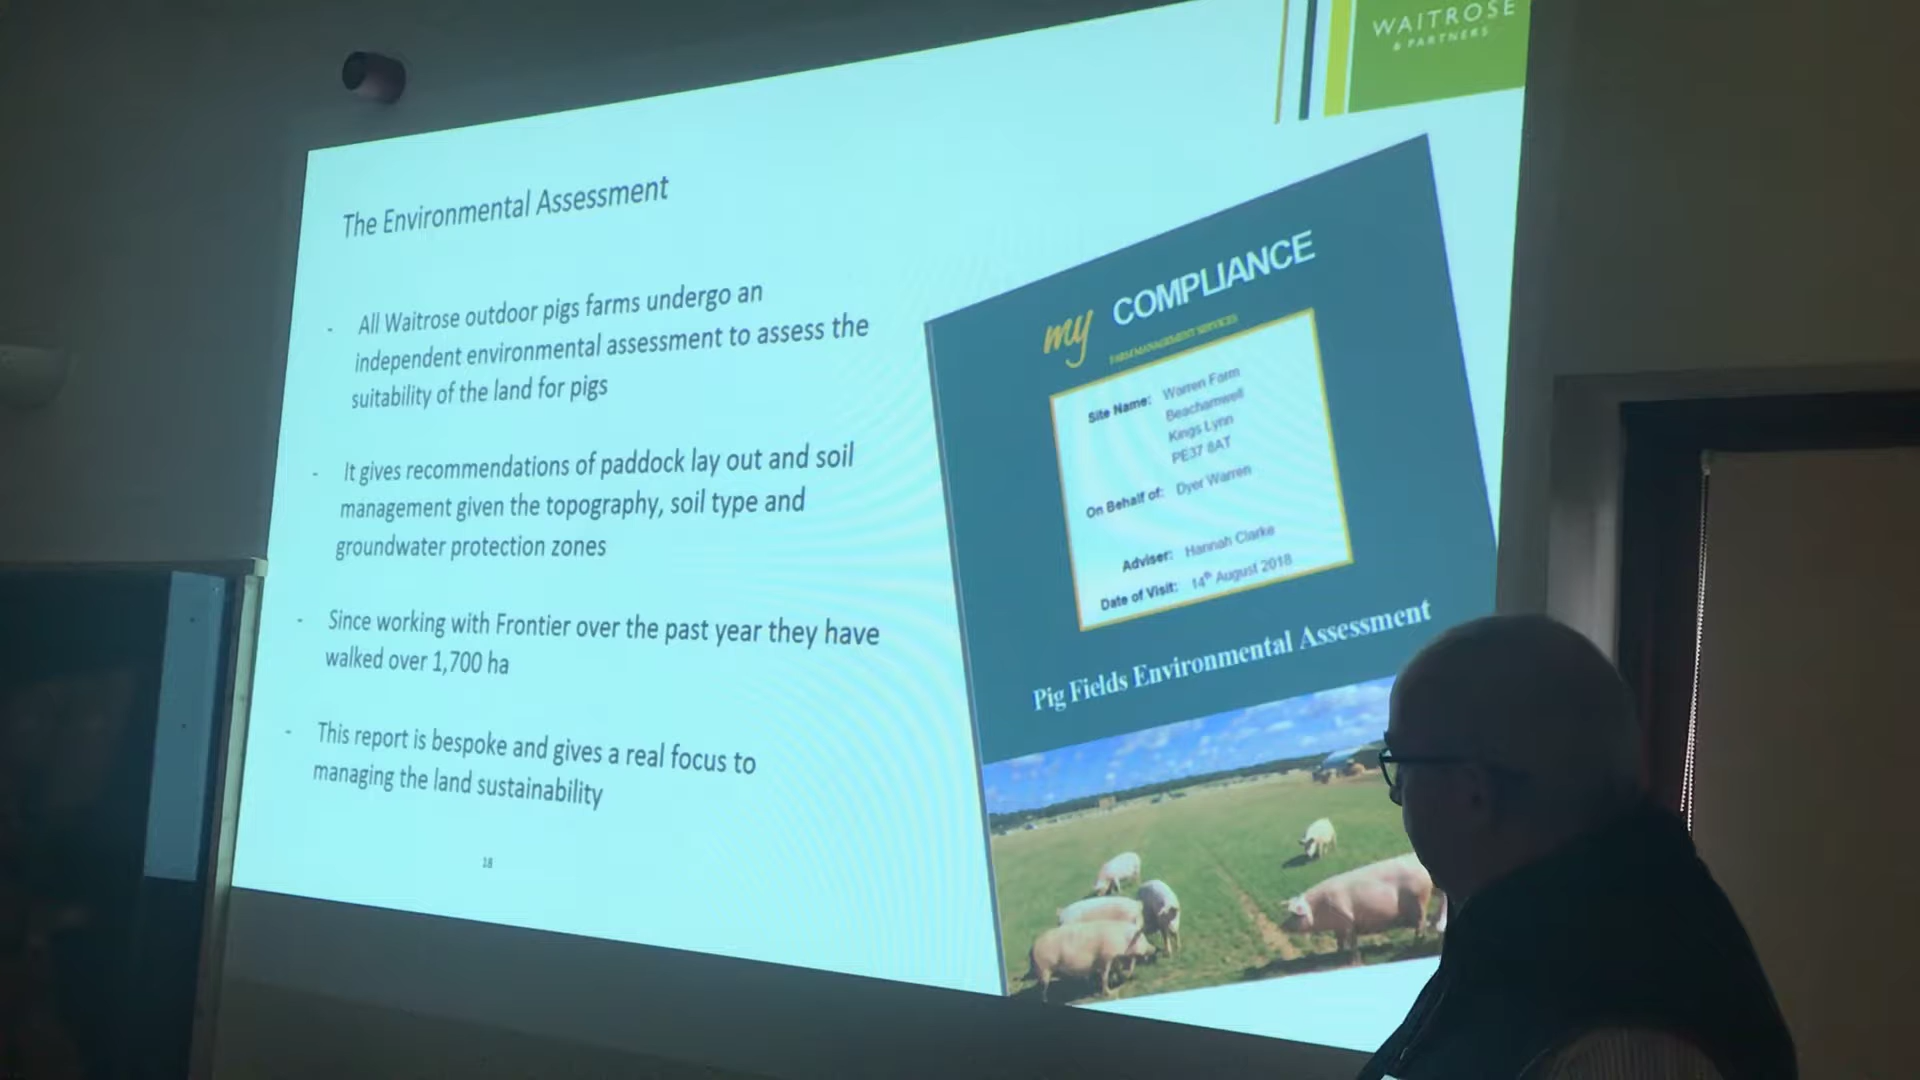 WAITROSE
& PARTNERS
The Environmental Assessment
- All Waitrose outdoor pigs farms undergo an
independent environmental assessment to assess the
suitability of the land for pigs
- It gives recommendations of paddock lay out and soil
management given the topography, soil type and
groundwater protection zones
- Since working with Frontier over the past year they have
walked over 1,700 ha
- This report is bespoke and gives a real focus to
managing the land sustainability
18
my COMPLIANCE
FARM MANAGEMENT SERVICES
Site Name: Warren Farm
Beachamwell
Kings Lynn
PE37 8AT
On Behalf of: Dyer Warren
Adviser: Hannah Clarke
Date of Visit: 14th August 2018
Pig Fields Environmental Assessment